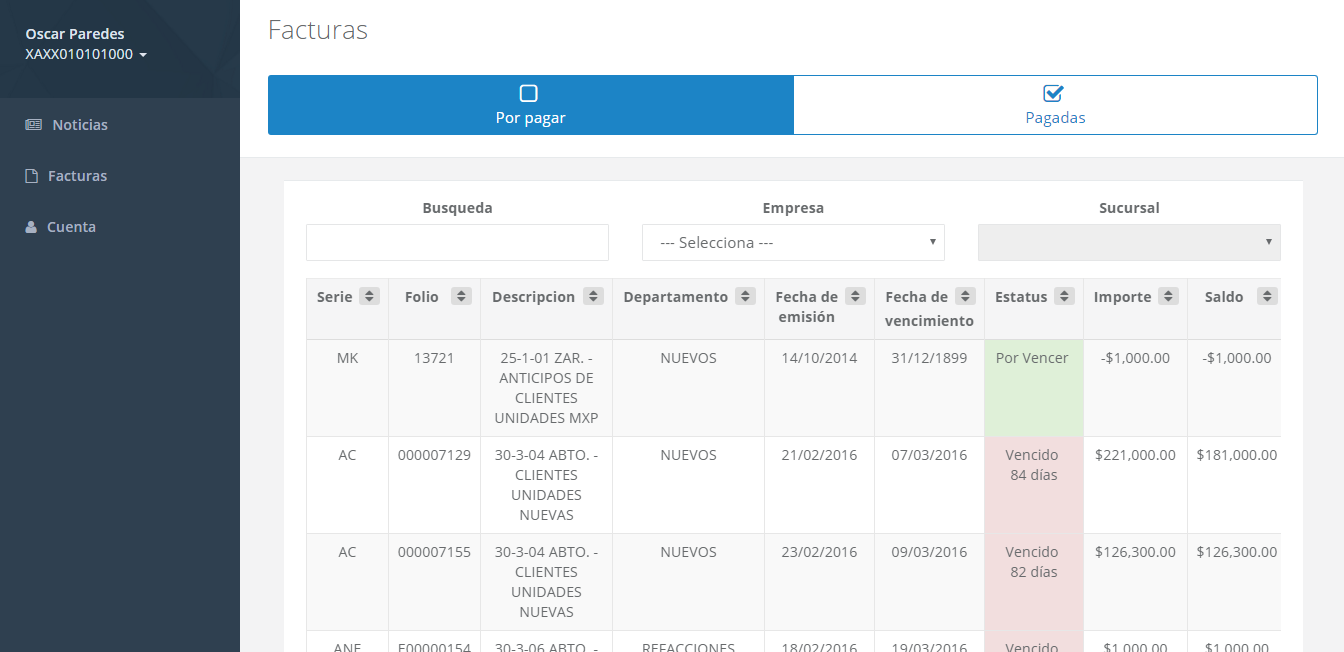 Oscar Paredes
XAXX010101000
Noticias
Facturas
Cuenta
Facturas
Por pagar
Pagadas
Busqueda
Empresa
Sucursal
--- Selecciona ---
Serie Folio Descripcion Departamento Fecha de emisión Fecha de vencimiento Estatus Importe Saldo
MK 13721 25-1-01 ZAR. - NUEVOS 14/10/2014 31/12/1899 Por Vencer -$1,000.00 -$1,000.00
ANTICIPOS DE
CLIENTES
UNIDADES MXP
AC 000007129 30-3-04 ABTO. - NUEVOS 21/02/2016 07/03/2016 Vencido $221,000.00 $181,000.00
CLIENTES 84 días
UNIDADES
NUEVAS
AC 000007155 30-3-04 ABTO. - NUEVOS 23/02/2016 09/03/2016 Vencido $126,300.00 $126,300.00
CLIENTES 82 días
UNIDADES
NUEVAS
ANF F00000154 30-3-06 ABTO. - REFACCIONES 18/02/2016 19/03/2016 Vencido $1,000.00 $1,000.00